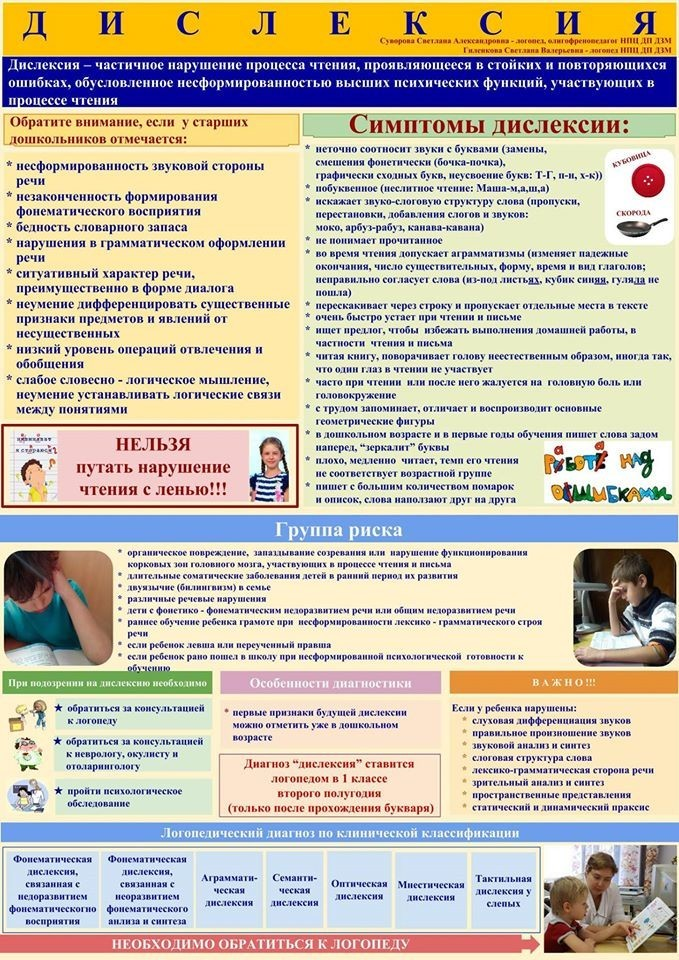 ДИСЛЕКСИЯ
Суворова Светлана Александровна - логопед, олигофренопедагог НПЦ ДП ДЗМ
Гиленкова Светлана Валерьевна - логопед НПЦ ДП ДЗМ
Дислексия – частичное нарушение процесса чтения, проявляющееся в стойких и повторяющихся
ошибках, обусловленное несформированностью высших психических функций, участвующих в
процессе чтения
Обратите внимание, если у старших
дошкольников отмечается:
* несформированность звуковой стороны
речи
* незаконченность формирования
фонематического восприятия
* бедность словарного запаса
* нарушения в грамматическом оформлении
речи
* ситуативный характер речи,
преимущественно в форме диалога
* неумение дифференцировать существенные
признаки предметов и явлений от
несущественных
* низкий уровень операций отвлечения и
обобщения
* слабое словесно - логическое мышление,
неумение устанавливать логические связи
между понятиями
я стораюсь
НЕЛЬЗЯ
путать нарушение
чтения с ленью!!!
Симптомы дислексии:
* неточно соотносит звуки с буквами (замены,
смешения фонетически (бочка-почка),
графически сходных букв, неусвоение букв: Т-Г, п-н, х-к))
* побуквенное (неслитное чтение: Маша-м,а,ш,а)
* искажает звуко-слоговую структуру слова (пропуски,
перестановки, добавления слогов и звуков:
моко, арбуз-рабуз, канава-кавана)
* не понимает прочитанное
* во время чтения допускает аграмматизмы (изменяет падежные
окончания, число существительных, форму, время и вид глаголов;
неправильно согласует слова (из-под листьях, кубик синяя, гуляла не
пошла)
* перескакивает через строку и пропускает отдельные места в тексте
* очень быстро устает при чтении и письме
* ищет предлог, чтобы избежать выполнения домашней работы, в
частности чтения и письма
* читая книгу, поворачивает голову неестественным образом, иногда так,
что один глаз в чтении не участвует
* часто при чтении или после него жалуется на головную боль или
головокружение
* с трудом запоминает, отличает и воспроизводит основные
геометрические фигуры
* в дошкольном возрасте и в первые годы обучения пишет слова задом
наперед, “зеркалит” буквы
* плохо, медленно читает, темп его чтения
не соответствует возрастной группе
* пишет с большим количеством помарок
и описок, слова наползают друг на друга
КУБОВИЦА
СКОРОДА
РАБОТА НАД
ОШЫБКАМИ
Группа риска
* органическое повреждение, запаздывание созревания или нарушение функционирования
корковых зон головного мозга, участвующих в процессе чтения и письма
* длительные соматические заболевания детей в ранний период их развития
* двуязычие (билингвизм) в семье
* различные речевые нарушения
* дети с фонетико - фонематическим недоразвитием речи или общим недоразвитием речи
* раннее обучение ребенка грамоте при несформированности лексико - грамматического строя
речи
* если ребенок левша или переученный правша
* если ребенок рано пошел в школу при несформированной психологической готовности к
обучению
При подозрения на дислексию необходимо
★ обратиться за консультацией
к логопеду
★ обратиться за консультацией
к неврологу, окулисту и
отоларингологу
★ пройти психологическое
обследование
Особенности диагностики
* первые признаки будущей дислексии
можно отметить уже в дошкольном
возрасте
Диагноз “дислексия” ставится
логопедом в 1 классе
второго полугодия
(только после прохождения букваря)
В А Ж Н О !!!
Если у ребенка нарушены:
* слуховая дифференциация звуков
* правильное произношение звуков
* звуковой анализ и синтез
* слоговая структура слова
* лексико-грамматическая сторона речи
* зрительный анализ и синтез
* пространственные представления
* статический и динамический праксис
Логопедический диагноз по клинической классификации
Фонематическая
дислексия,
связанная с
недоразвитием
фонематическогно
восприятия
Фонематическая
дислексия,
связанная с
неоразвитием
фонематического
анлиза и синтеза
Аграммати-
ческая
дислексия
Семанти-
ческая
дислексия
Оптическая
дислексия
Мнестическая
дислексия
Тактильная
дислексия у
слепых
НЕОБХОДИМО ОБРАТИТЬСЯ К ЛОГОПЕДУ